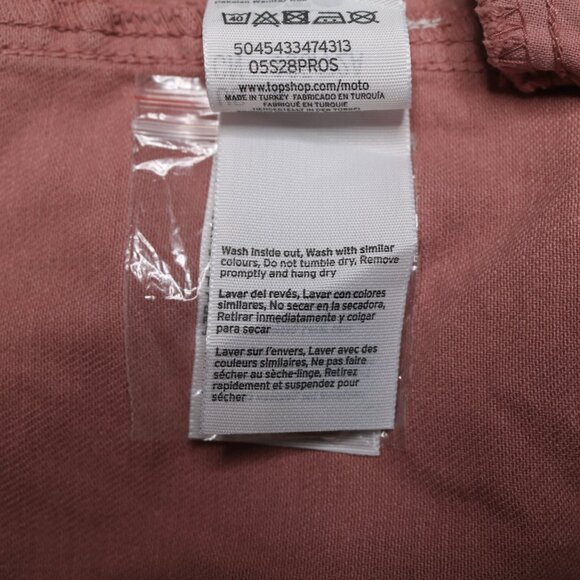 40
5045433474313
05S28PROS
www.topshop.com/moto
MADE IN TURKEY FABRICADO EN TURQUÍA
FABRIQUÉ EN TURQUIE
Wash inside out, Wash with similar
colours, Do not tumble dry, Remove
promptly and hang dry
Lavar del revés, Lavar con colores
similares, No secar en la secadora,
Retirar inmediatamente y colgar
para secar
Laver sur l'envers, Laver avec des
couleurs similaires, Ne pas faire
sécher au sèche-linge, Retirez
rapidement et suspendez pour
sécher